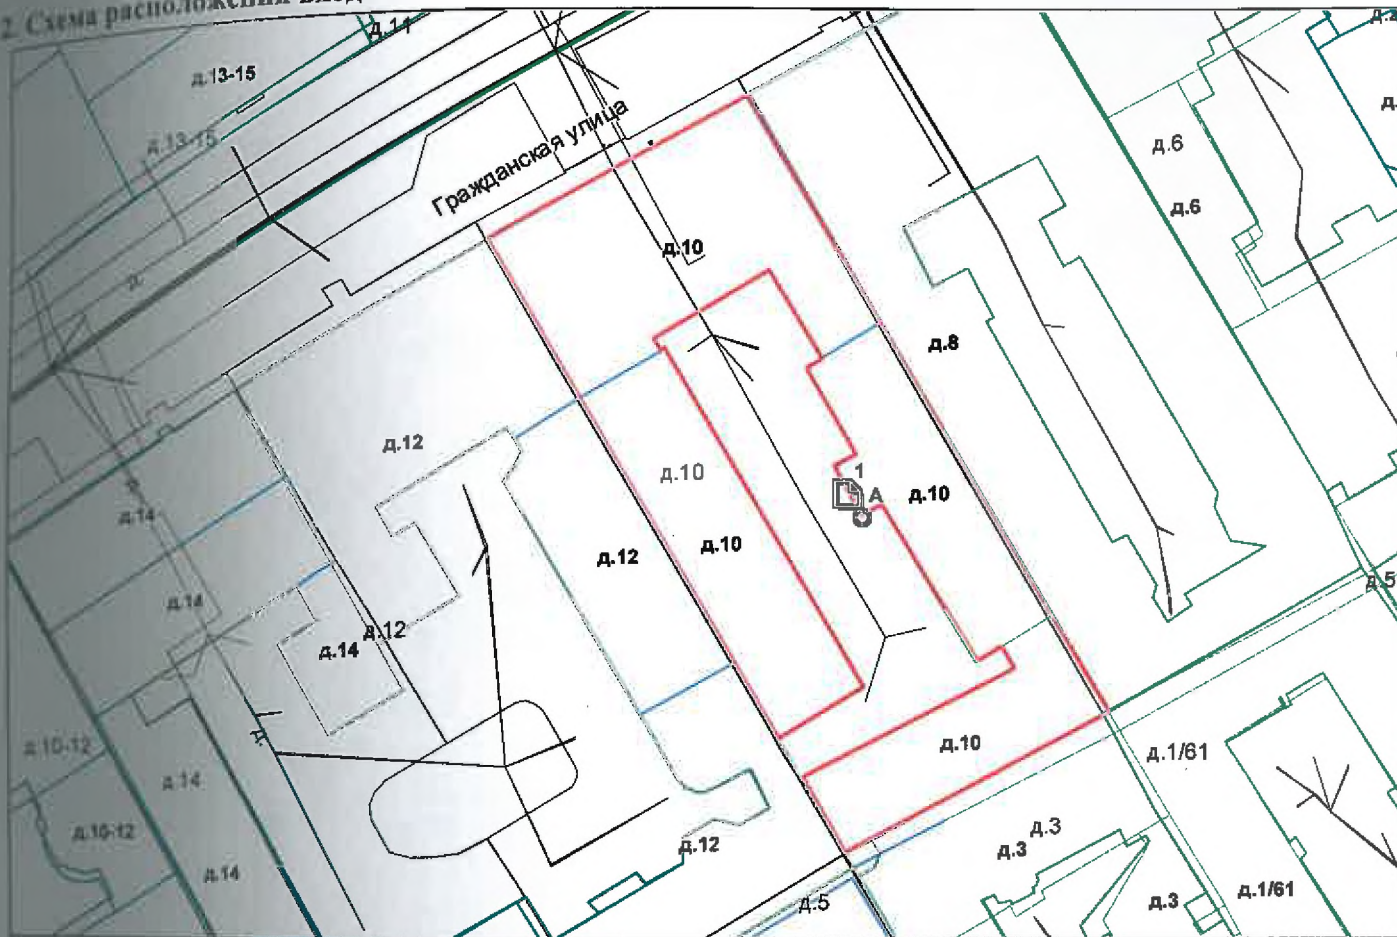 2. Схема расположения
д.11
д.13-15
д.13-15
Гражданская улица
д.6
д.6
д.10
д.8
д.12
д.10
1
А
д.10
д.14
д.12
д.10
д.14
д.12
д.14
д.5
д.10-12
д.14
д.10
д.1/61
д.10-12
д.3
д.3
д.12
д.14
д.5
д.3
д.1/61